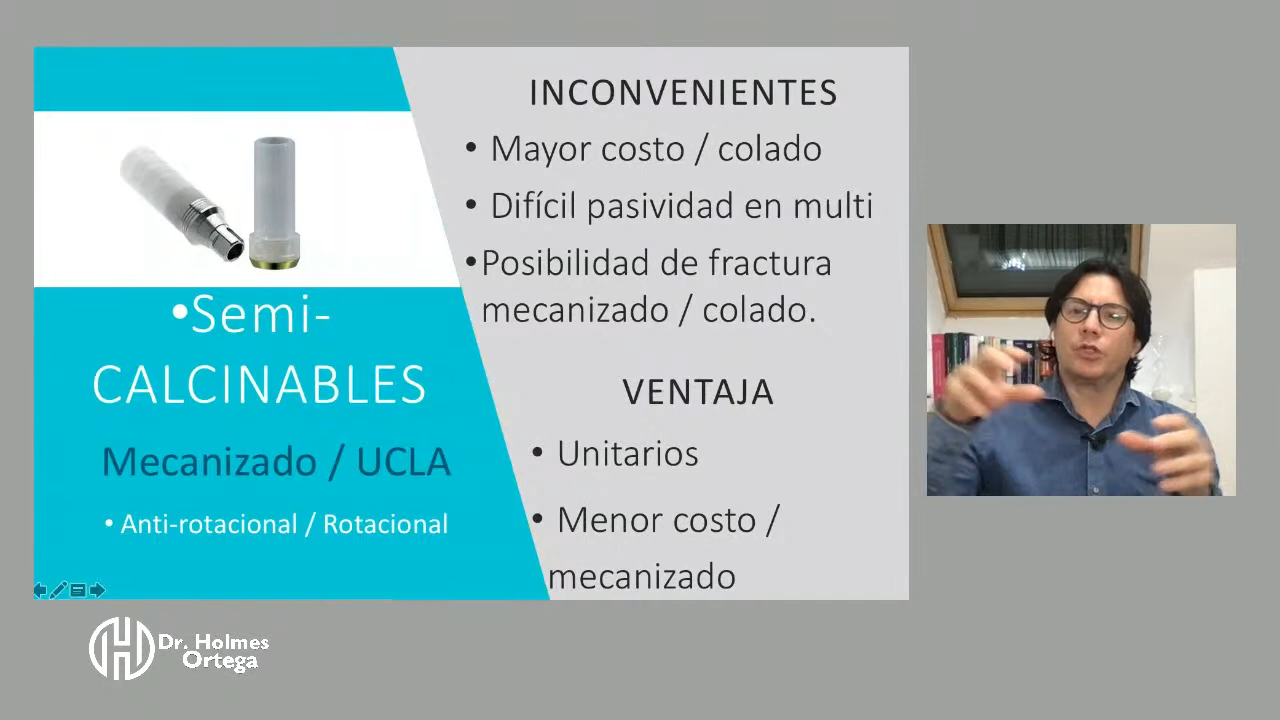 •Semi-
CALCINABLES
Mecanizado / UCLA
• Anti-rotacional / Rotacional
INCONVENIENTES
• Mayor costo / colado
• Difícil pasividad en multi
•Posibilidad de fractura
mecanizado / colado.
VENTAJA
• Unitarios
• Menor costo /
mecanizado
Dr. Holmes
Ortega